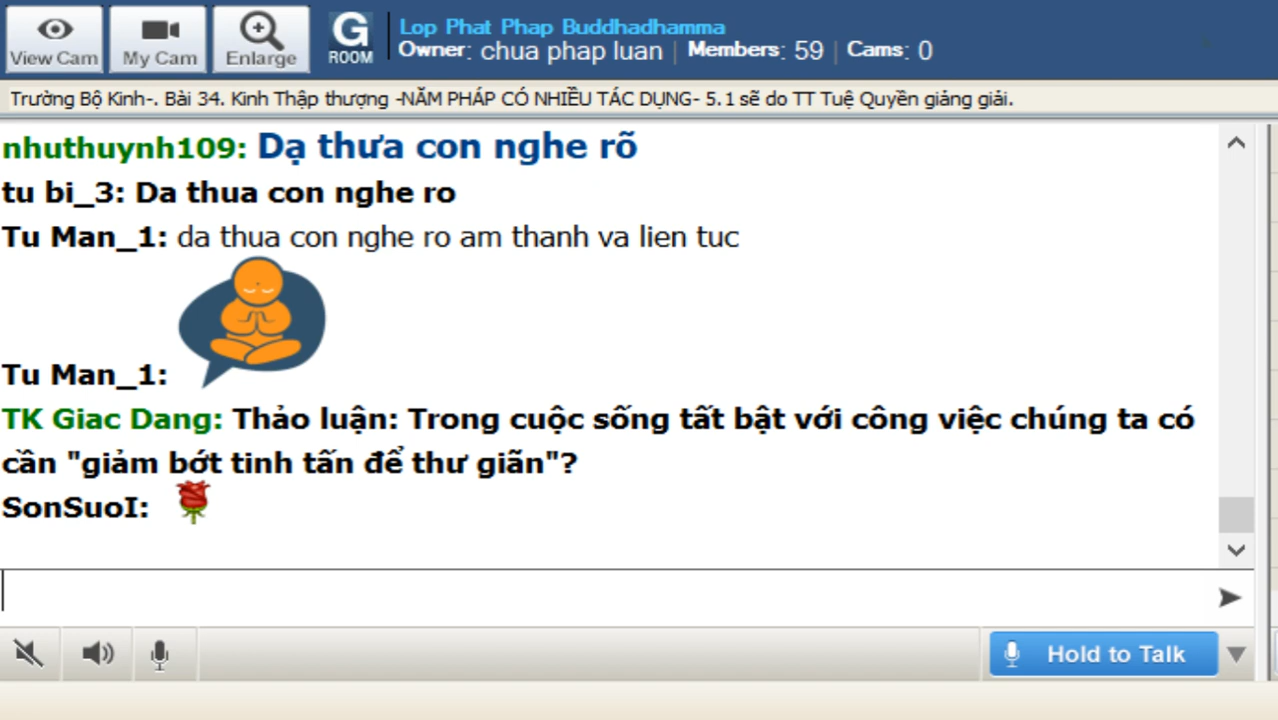 View Cam
My Cam
Enlarge
G
ROOM
Lop Phat Phap Buddhadhamma
Owner: chua phap luan | Members: 59 | Cams: 0
Trường Bộ Kinh-. Bài 34. Kinh Thập thượng -NĂM PHÁP CÓ NHIỀU TÁC DỤNG- 5.1 sẽ do TT Tuệ Quyền giảng giải.
nhuthuynh109: Dạ thưa con nghe rõ
tu bi_3: Da thua con nghe ro
Tu Man_1: da thua con nghe ro am thanh va lien tuc
Tu Man_1:
TK Giac Dang: Thảo luận: Trong cuộc sống tất bật với công việc chúng ta có
cần "giảm bớt tinh tấn để thư giãn"?
SonSuoI:
Hold to Talk